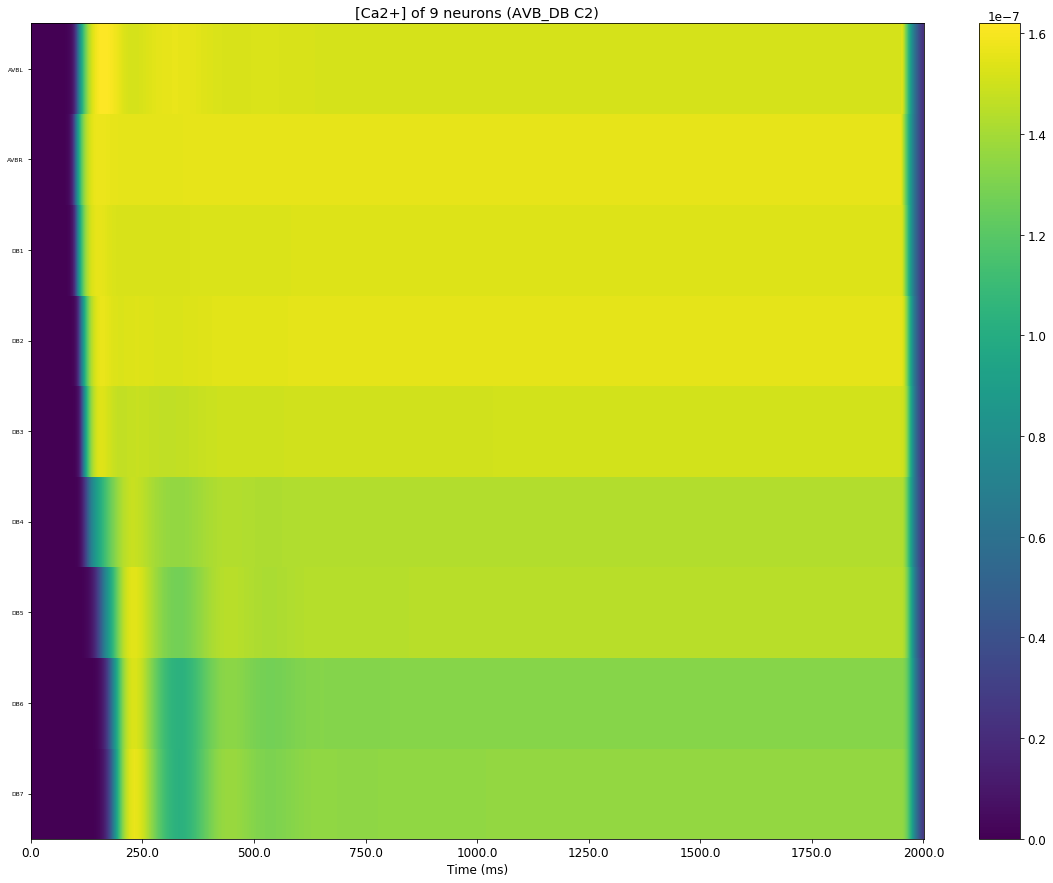 [Ca2+] of 9 neurons (AVB_DB C2)
1e−7
AVBL
AVBR
DB1
DB2
DB3
DB4
DB5
DB6
DB7
1.6
1.4
1.2
1.0
0.8
0.6
0.4
0.2
0.0
0.0 250.0 500.0 750.0 1000.0 1250.0 1500.0 1750.0 2000.0
Time (ms)